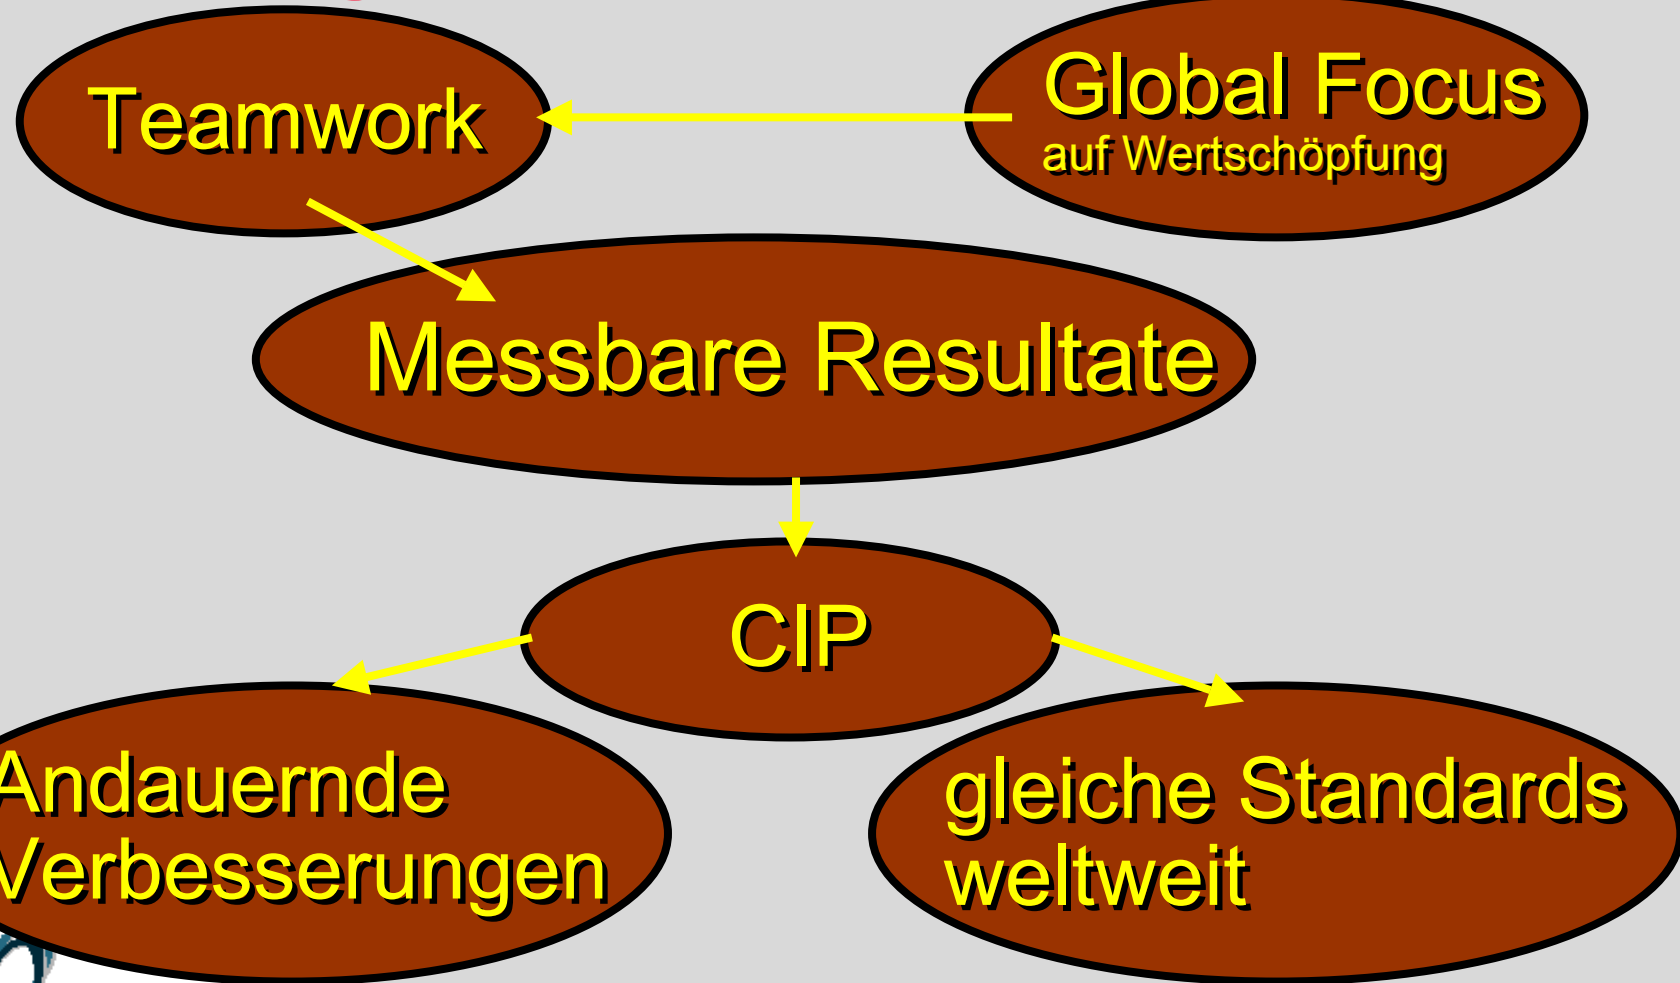 Teamwork
Global Focus
auf Wertschöpfung
Messbare Resultate
CIP
Andauernde
Verbesserungen
gleiche Standards
weltweit